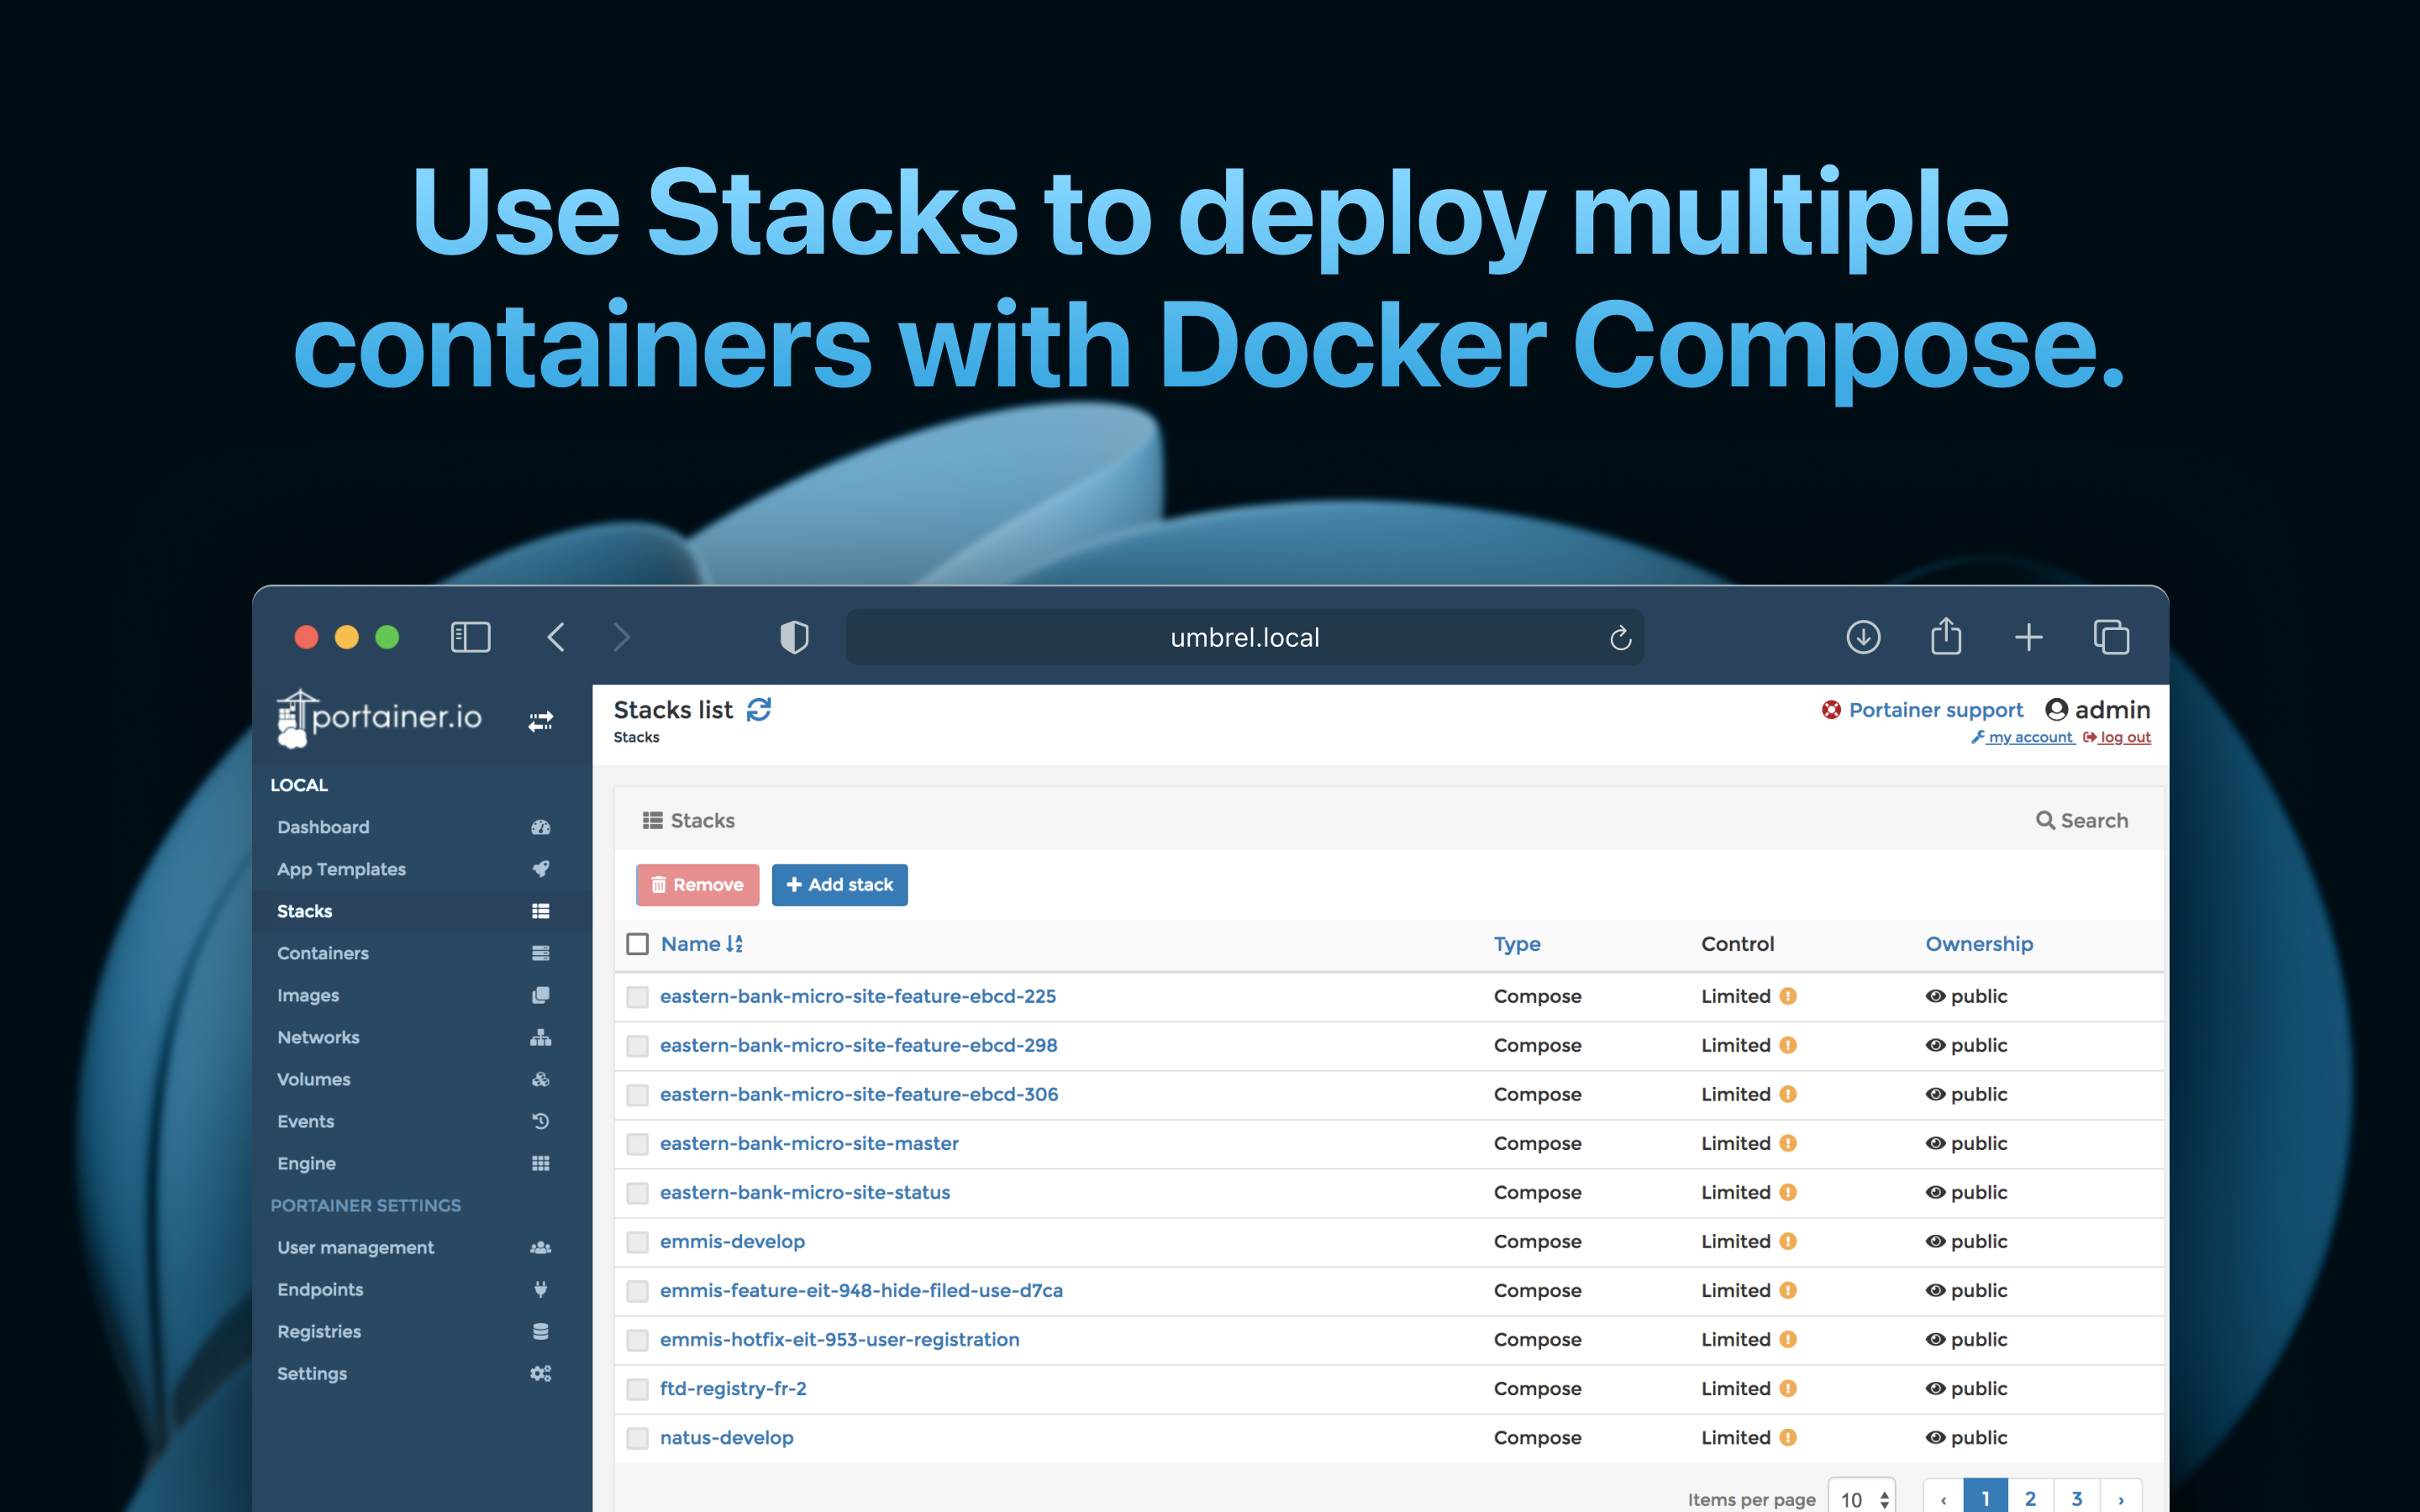 Use Stacks to deploy multiple
containers with Docker Compose.
umbrel.local
portainer.io
Stacks list
Portainer support
admin
Stacks
my account
log out
LOCAL
Dashboard
App Templates
Stacks
Containers
Images
Networks
Volumes
Events
Engine
PORTAINER SETTINGS
User management
Endpoints
Registries
Settings
Stacks
Search
Remove
Add stack
Name Type Control Ownership
eastern-bank-micro-site-feature-ebcd-225 Compose Limited public
eastern-bank-micro-site-feature-ebcd-298 Compose Limited public
eastern-bank-micro-site-feature-ebcd-306 Compose Limited public
eastern-bank-micro-site-master Compose Limited public
eastern-bank-micro-site-status Compose Limited public
emmis-develop Compose Limited public
emmis-feature-eit-948-hide-filed-use-d7ca Compose Limited public
emmis-hotfix-eit-953-user-registration Compose Limited public
ftd-registry-fr-2 Compose Limited public
natus-develop Compose Limited public
Items per page 10 ‹ 1 2 3 ›